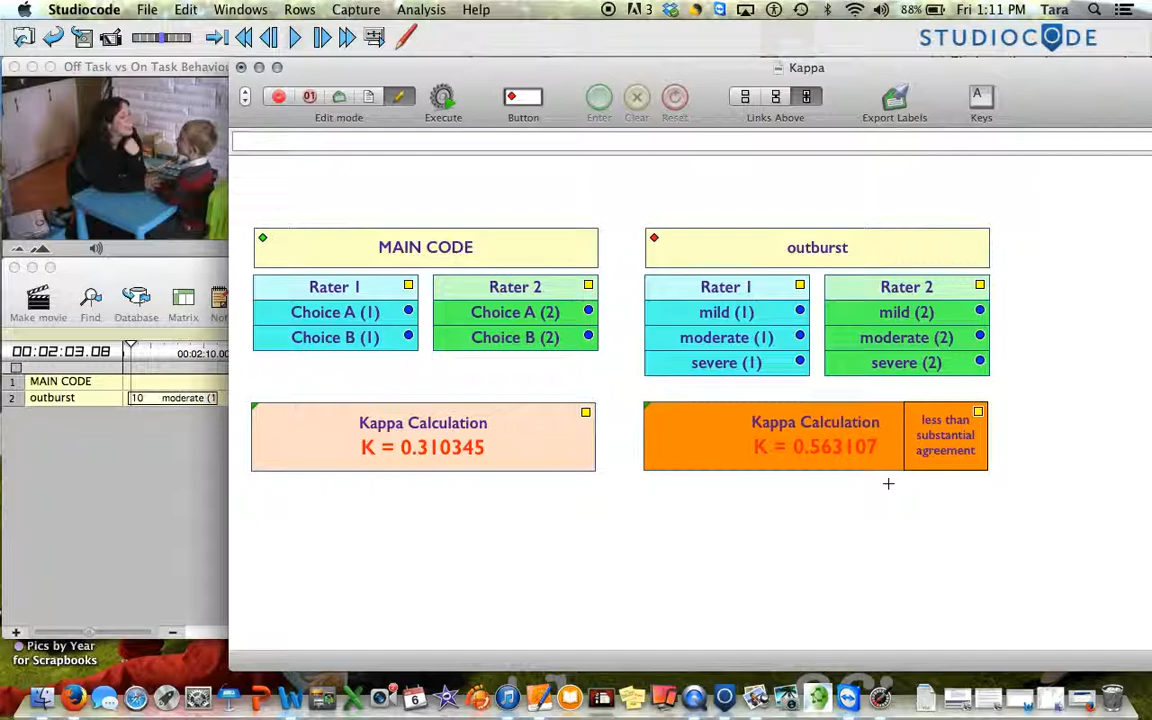 Studiocode File Edit Windows Rows Capture Analysis Help
3
88%
Fri 1:11 PM Tara
STUDIOCODE
Off Task vs On Task Behaviou
Kappa
Edit mode
Execute
Button
Enter
Clear
Reset
Links Above
Export Labels
A
Keys
MAIN CODE
Rater 1
Choice A (1)
Choice B (1)
Rater 2
Choice A (2)
Choice B (2)
Kappa Calculation
K = 0.310345
outburst
Rater 1
mild (1)
moderate (1)
severe (1)
Rater 2
mild (2)
moderate (2)
severe (2)
Kappa Calculation
K = 0.563107
less than
substantial
agreement
Make movie
Find
Database
Matrix
00:02:03.08
00:02:10.00
1 MAIN CODE
2 outburst
10 moderate (1
Pics by Year
for Scrapbooks